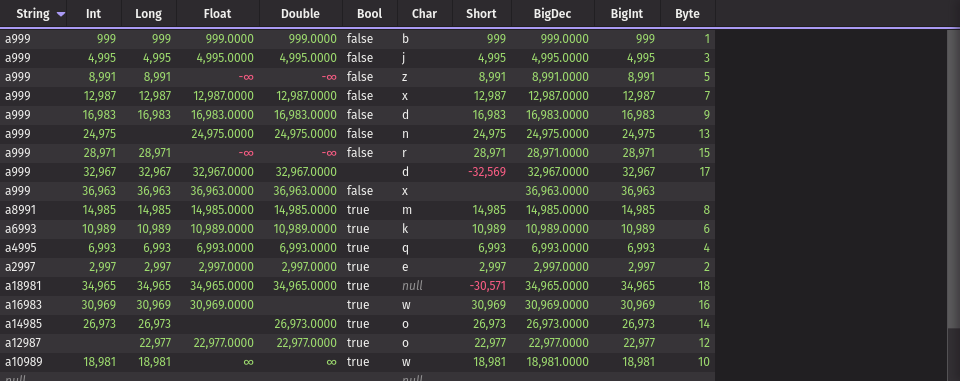 String Int Long Float Double Bool Char Short BigDec BigInt Byte
a999 999 999 999.0000 999.0000 false b 999 999.0000 999 1
a999 4,995 4,995 4,995.0000 4,995.0000 false j 4,995 4,995.0000 4,995 3
a999 8,991 8,991 -∞ -∞ false z 8,991 8,991.0000 8,991 5
a999 12,987 12,987 12,987.0000 12,987.0000 false x 12,987 12,987.0000 12,987 7
a999 16,983 16,983 16,983.0000 16,983.0000 false d 16,983 16,983.0000 16,983 9
a999 24,975 24,975.0000 24,975.0000 false n 24,975 24,975.0000 24,975 13
a999 28,971 28,971 -∞ -∞ false r 28,971 28,971.0000 28,971 15
a999 32,967 32,967 32,967.0000 32,967.0000 d -32,569 32,967.0000 32,967 17
a999 36,963 36,963 36,963.0000 36,963.0000 false x 36,963.0000 36,963
a8991 14,985 14,985 14,985.0000 14,985.0000 true m 14,985 14,985.0000 14,985 8
a6993 10,989 10,989 10,989.0000 10,989.0000 true k 10,989 10,989.0000 10,989 6
a4995 6,993 6,993 6,993.0000 6,993.0000 true q 6,993 6,993.0000 6,993 4
a2997 2,997 2,997 2,997.0000 2,997.0000 true e 2,997 2,997.0000 2,997 2
a18981 34,965 34,965 34,965.0000 34,965.0000 true null -30,571 34,965.0000 34,965 18
a16983 30,969 30,969 30,969.0000 true w 30,969 30,969.0000 30,969 16
a14985 26,973 26,973 26,973.0000 true o 26,973 26,973.0000 26,973 14
a12987 22,977 22,977.0000 22,977.0000 true o 22,977 22,977.0000 22,977 12
a10989 18,981 18,981 ∞ ∞ true w 18,981 18,981.0000 18,981 10
null null